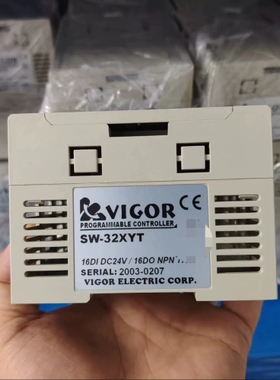 VIGOR CE
PROGRAMMABLE CONTROLLER
SW-32XYT
16DI DC24V / 16DO NPN
SERIAL: 2003-0207
VIGOR ELECTRIC CORP.